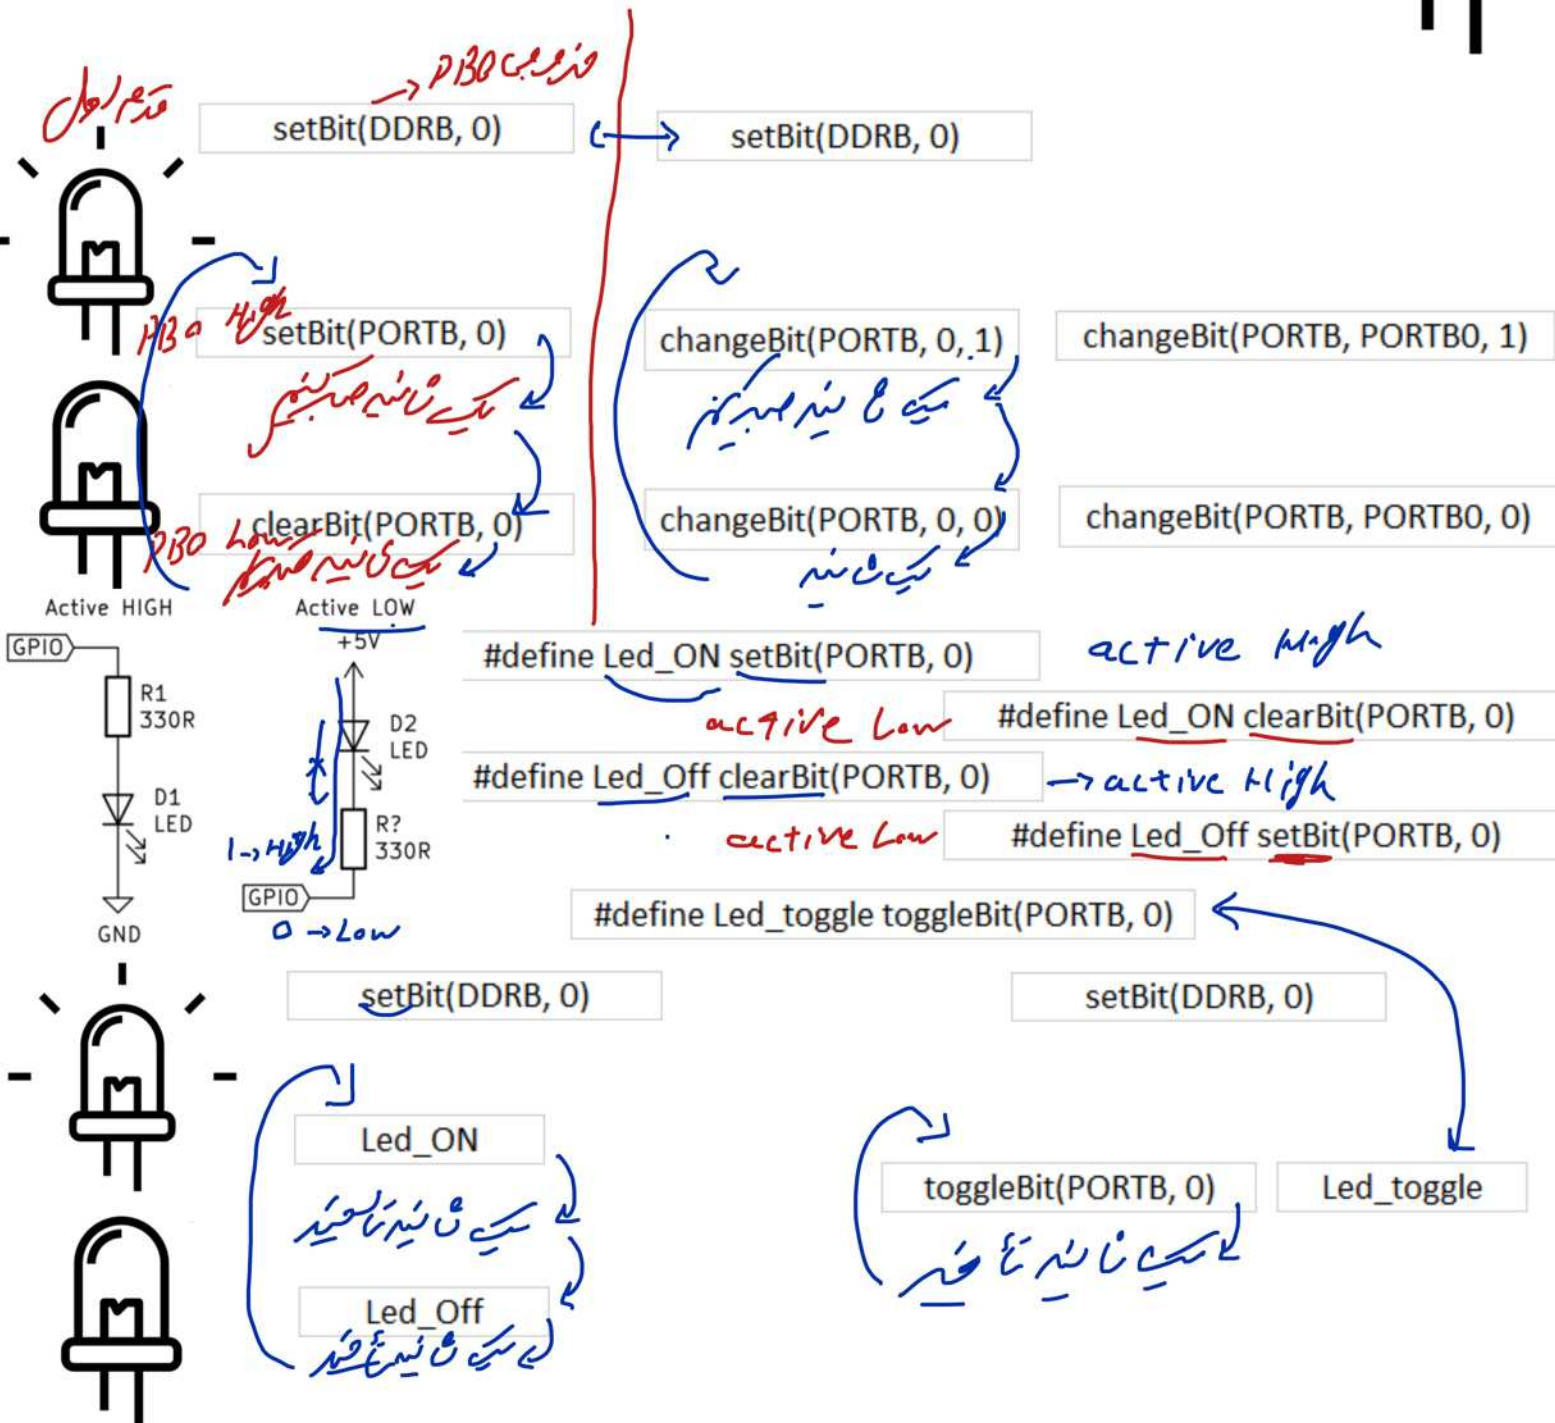 قدم اول
→ PB0 خروجی
setBit(DDRB, 0)
setBit(DDRB, 0)
PB0 High
setBit(PORTB, 0)
changeBit(PORTB, 0, 1)
changeBit(PORTB, PORTB0, 1)
یک ثانیه صبر
یک ثانیه صبر
PB0 Low
clearBit(PORTB, 0)
changeBit(PORTB, 0, 0)
changeBit(PORTB, PORTB0, 0)
یک ثانیه صبر
یک ثانیه
Active HIGH
Active LOW
GPIO
+5V
#define Led_ON setBit(PORTB, 0)
active High
R1
330R
D2
LED
active Low
#define Led_ON clearBit(PORTB, 0)
#define Led_Off clearBit(PORTB, 0)
→ active High
D1
LED
1 → High
R?
330R
active Low
#define Led_Off setBit(PORTB, 0)
GPIO
#define Led_toggle toggleBit(PORTB, 0)
GND
0 → Low
setBit(DDRB, 0)
setBit(DDRB, 0)
Led_ON
toggleBit(PORTB, 0)
Led_toggle
یک ثانیه تأخیر
یک ثانیه تأخیر
Led_Off
یک ثانیه تأخیر